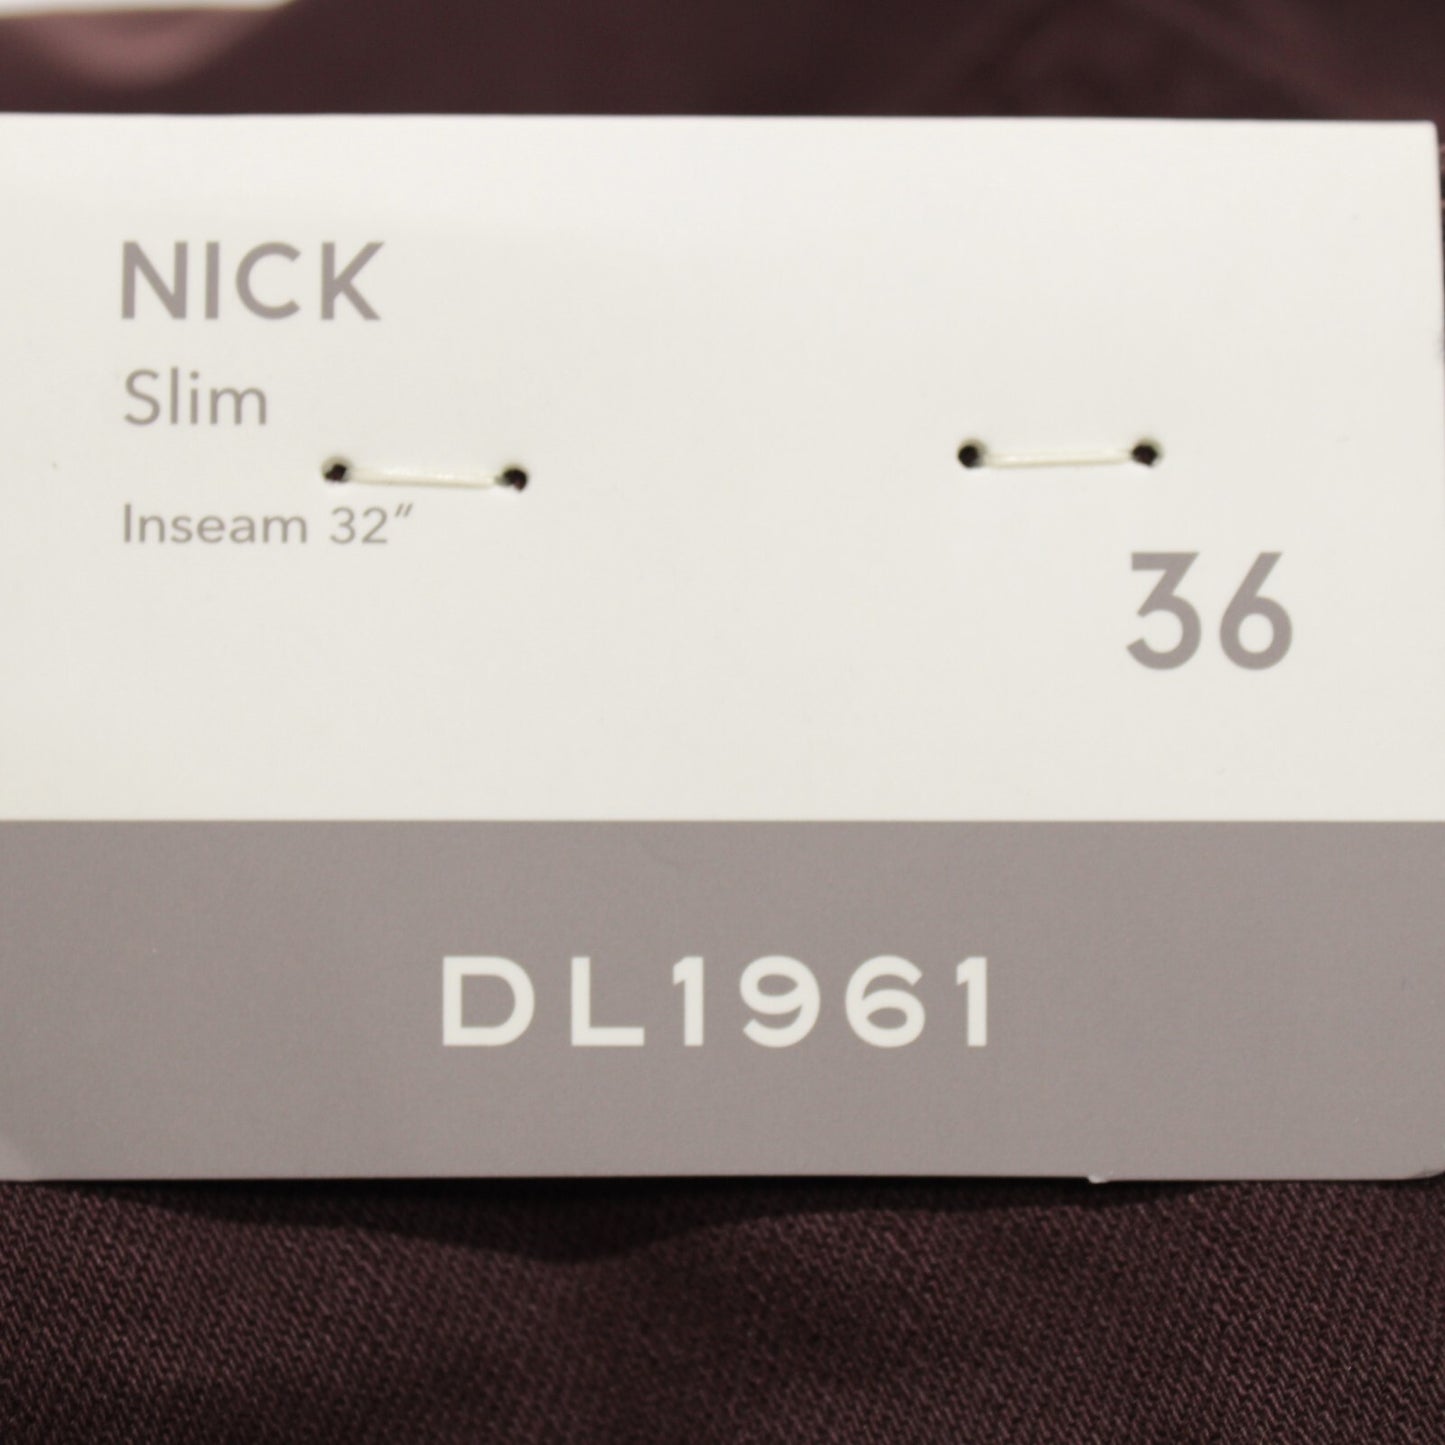 NICK
Slim
Inseam 32″
36
DL1961